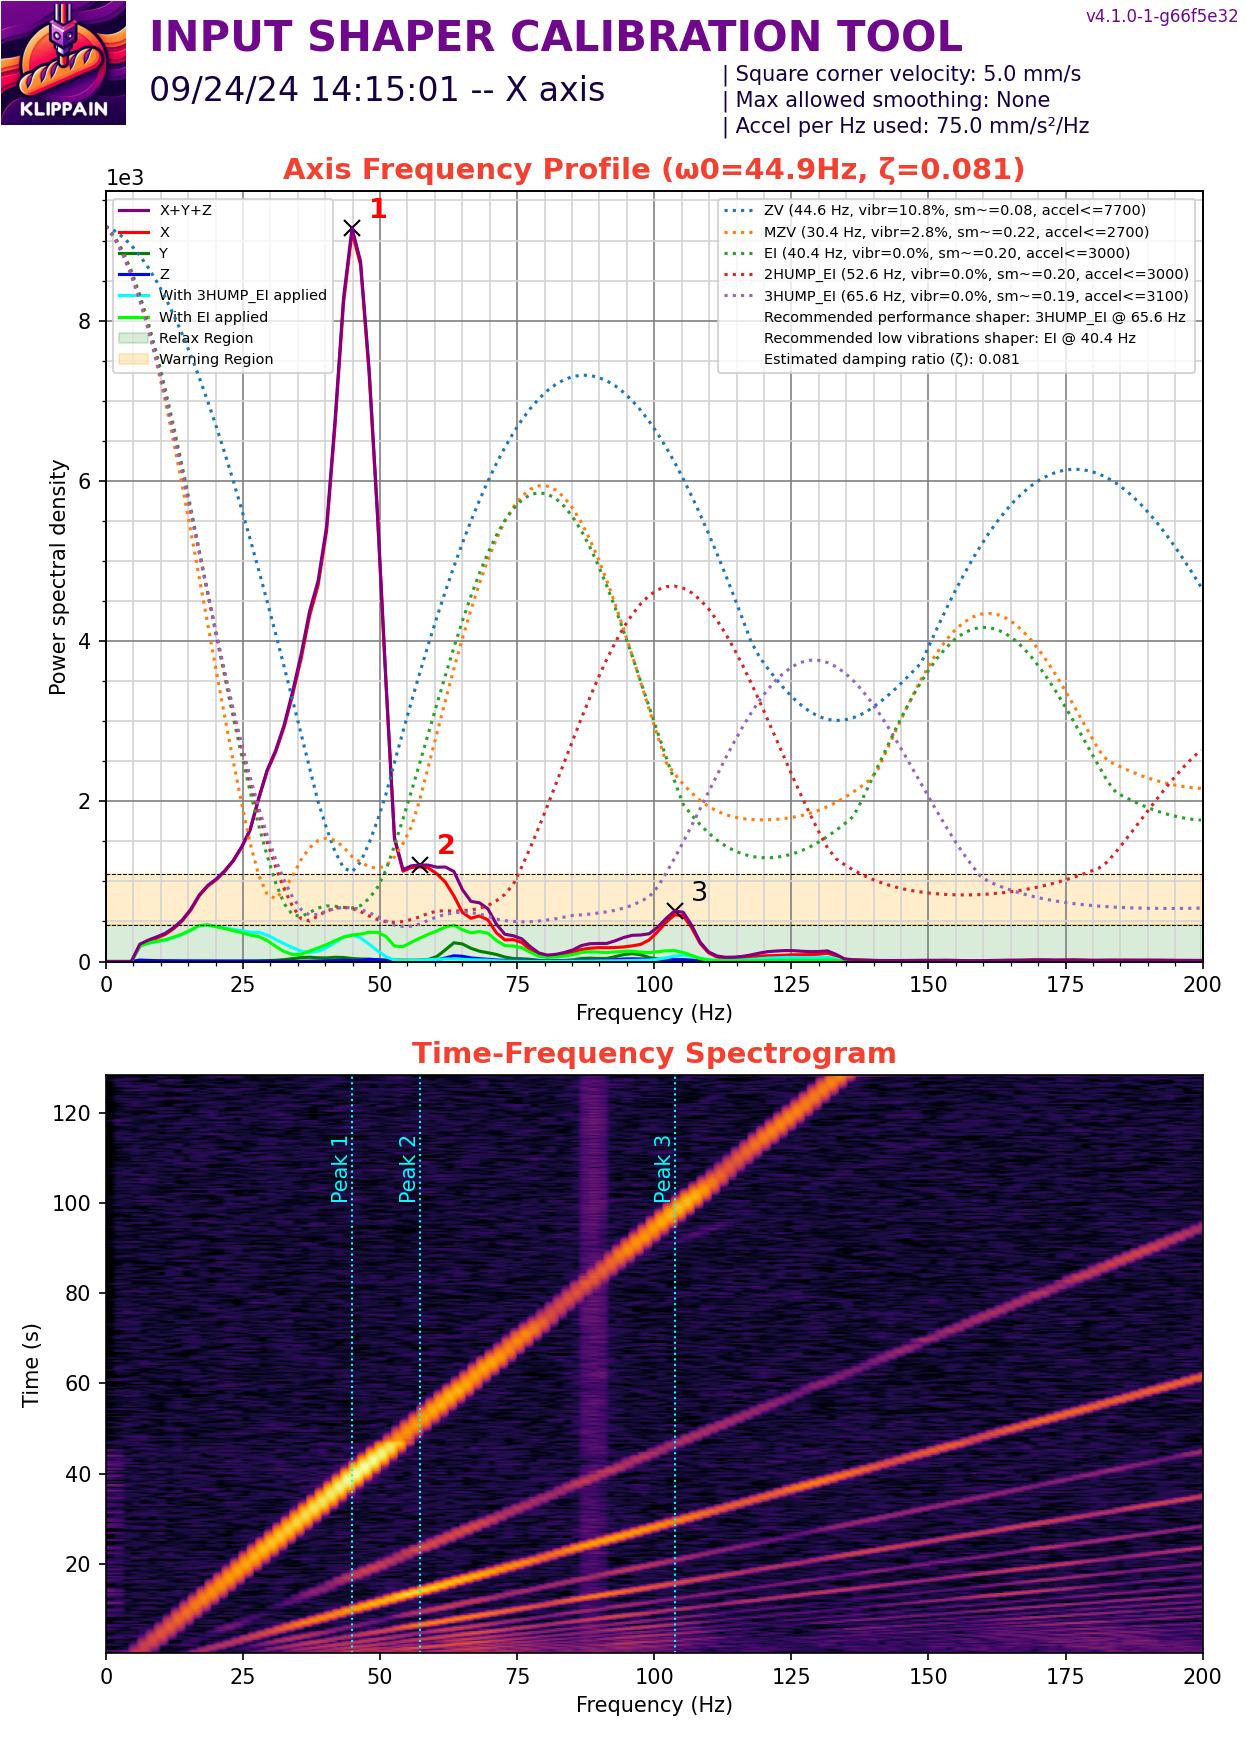 v4.1.0-1-g66f5e32
INPUT SHAPER CALIBRATION TOOL
09/24/24 14:15:01 -- X axis
| Square corner velocity: 5.0 mm/s
| Max allowed smoothing: None
| Accel per Hz used: 75.0 mm/s²/Hz
KLIPPAIN
Axis Frequency Profile (ω0=44.9Hz, ζ=0.081)
1e3
X+Y+Z
X
Y
Z
With 3HUMP_EI applied
With EI applied
Relax Region
Warning Region
1
ZV (44.6 Hz, vibr=10.8%, sm~=0.08, accel<=7700)
MZV (30.4 Hz, vibr=2.8%, sm~=0.22, accel<=2700)
EI (40.4 Hz, vibr=0.0%, sm~=0.20, accel<=3000)
2HUMP_EI (52.6 Hz, vibr=0.0%, sm~=0.20, accel<=3000)
3HUMP_EI (65.6 Hz, vibr=0.0%, sm~=0.19, accel<=3100)
Recommended performance shaper: 3HUMP_EI @ 65.6 Hz
Recommended low vibrations shaper: EI @ 40.4 Hz
Estimated damping ratio (ζ): 0.081
Power spectral density
8
6
4
2
0
2
3
0 25 50 75 100 125 150 175 200
Frequency (Hz)
Time-Frequency Spectrogram
Time (s)
120
100
80
60
40
20
Peak 1
Peak 2
Peak 3
0 25 50 75 100 125 150 175 200
Frequency (Hz)